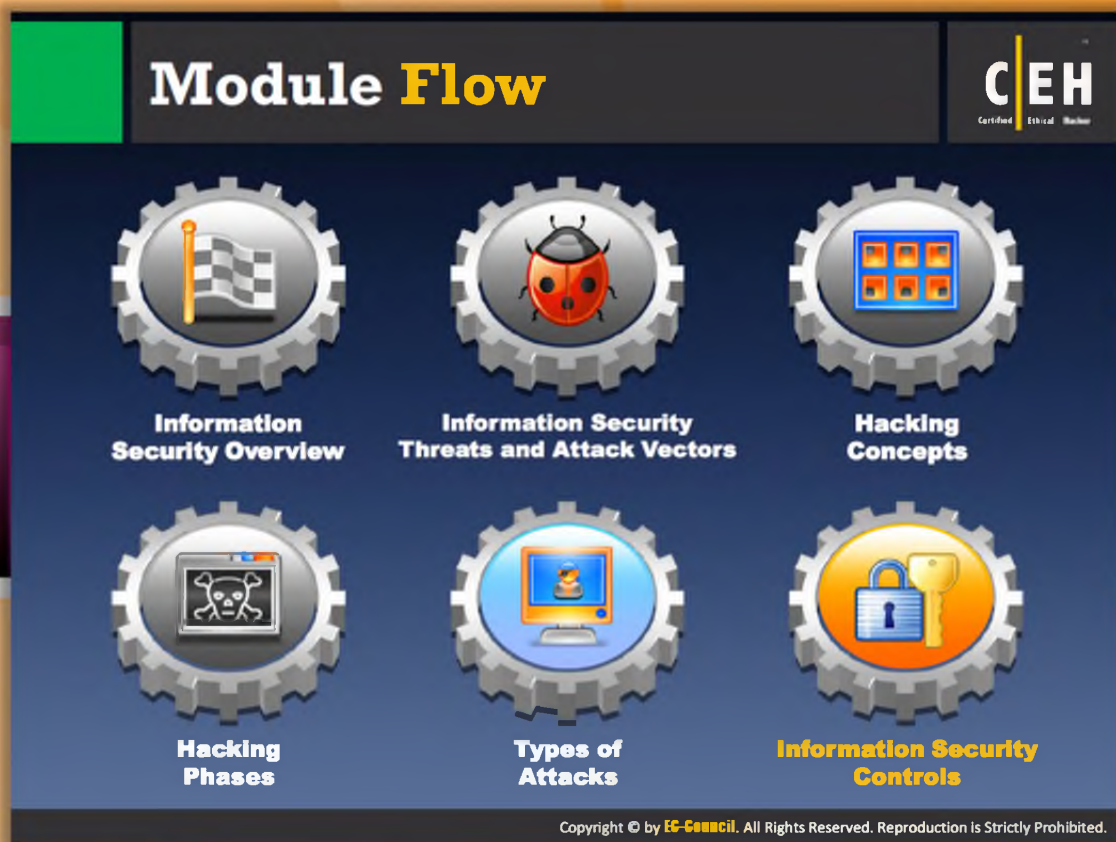 Module Flow
C EH
Certified Ethical Hacker
Information
Security Overview
Information Security
Threats and Attack Vectors
Hacking
Concepts
Hacking
Phases
Types of
Attacks
Information Security
Controls
Copyright © by EC-Council. All Rights Reserved. Reproduction is Strictly Prohibited.